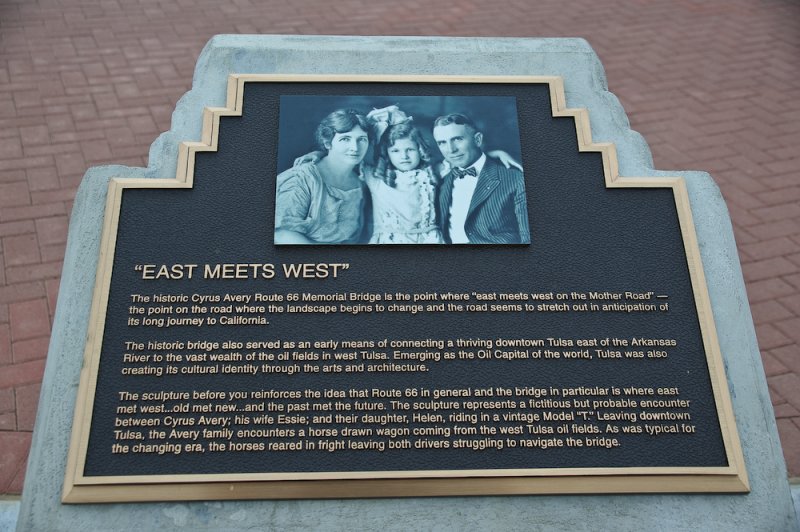 "EAST MEETS WEST"
The historic Cyrus Avery Route 66 Memorial Bridge is the point where "east meets west on the Mother Road" —
the point on the road where the landscape begins to change and the road seems to stretch out in anticipation of
its long journey to California.
The historic bridge also served as an early means of connecting a thriving downtown Tulsa east of the Arkansas
River to the vast wealth of the oil fields in west Tulsa. Emerging as the Oil Capital of the world, Tulsa was also
creating its cultural identity through the arts and architecture.
The sculpture before you reinforces the idea that Route 66 in general and the bridge in particular is where east
met west...old met new...and the past met the future. The sculpture represents a fictitious but probable encounter
between Cyrus Avery; his wife Essie; and their daughter, Helen, riding in a vintage Model "T." Leaving downtown
Tulsa, the Avery family encounters a horse drawn wagon coming from the west Tulsa oil fields. As was typical for
the changing era, the horses reared in fright leaving both drivers struggling to navigate the bridge.